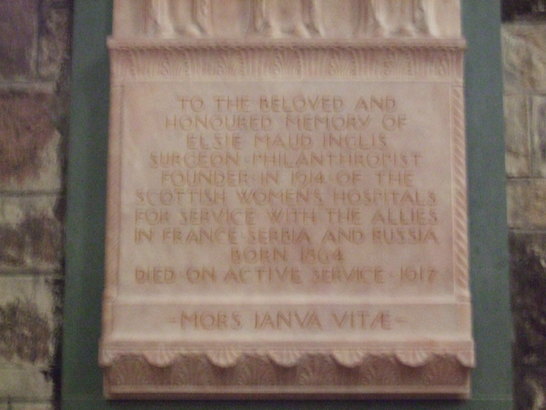 TO THE BELOVED AND
HONOURED MEMORY OF
ELSIE MAUD INGLIS
SURGEON · PHILANTHROPIST
FOUNDER · IN 1914 · OF THE
SCOTTISH WOMEN'S HOSPITALS
FOR SERVICE WITH THE ALLIES
IN FRANCE · SERBIA AND RUSSIA
BORN 1864
DIED · ON ACTIVE SERVICE · 1917
MORS IANVA VITÆ